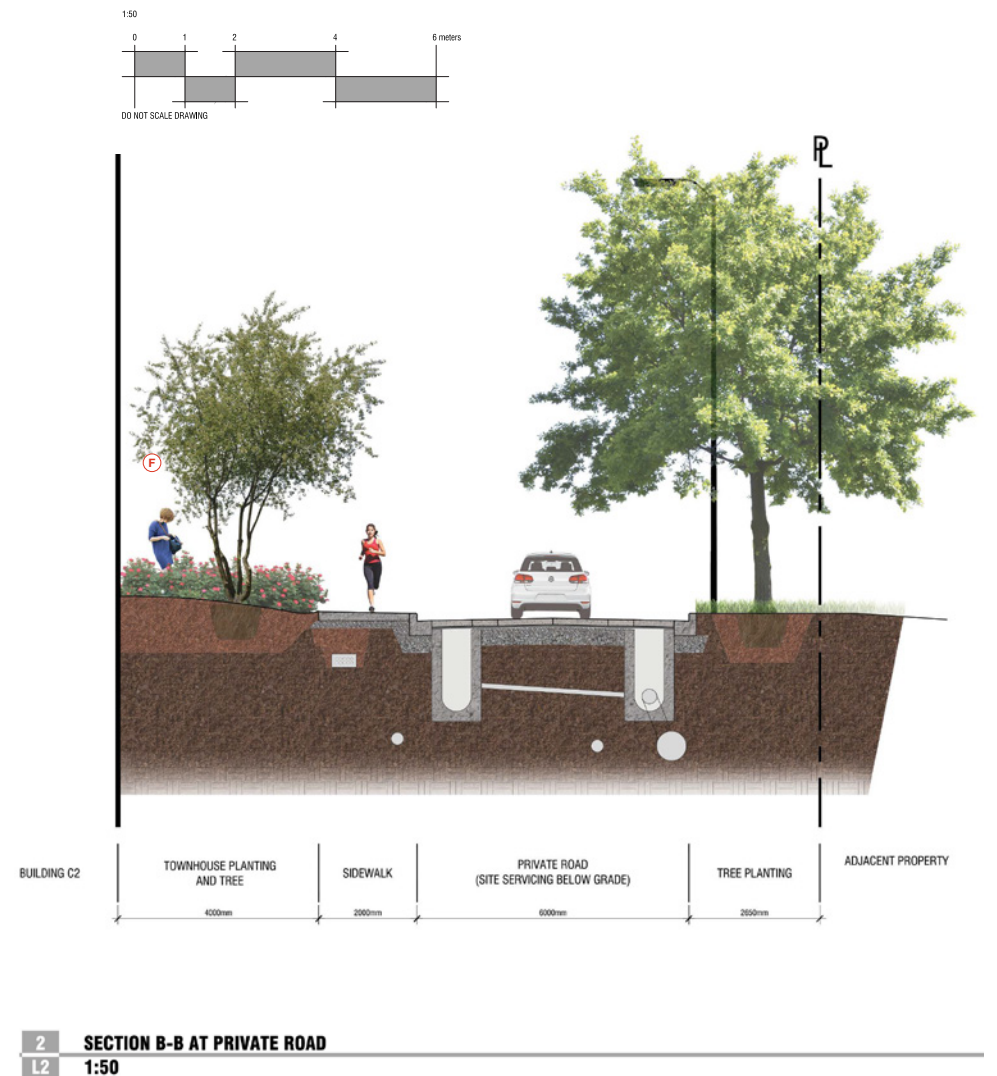 1:50
0 1 2 4 6 meters
DO NOT SCALE DRAWING
PL
F
BUILDING C2
TOWNHOUSE PLANTING
AND TREE
SIDEWALK
PRIVATE ROAD
(SITE SERVICING BELOW GRADE)
TREE PLANTING
ADJACENT PROPERTY
4000mm
2000mm
6000mm
2650mm
2 SECTION B-B AT PRIVATE ROAD
L2 1:50